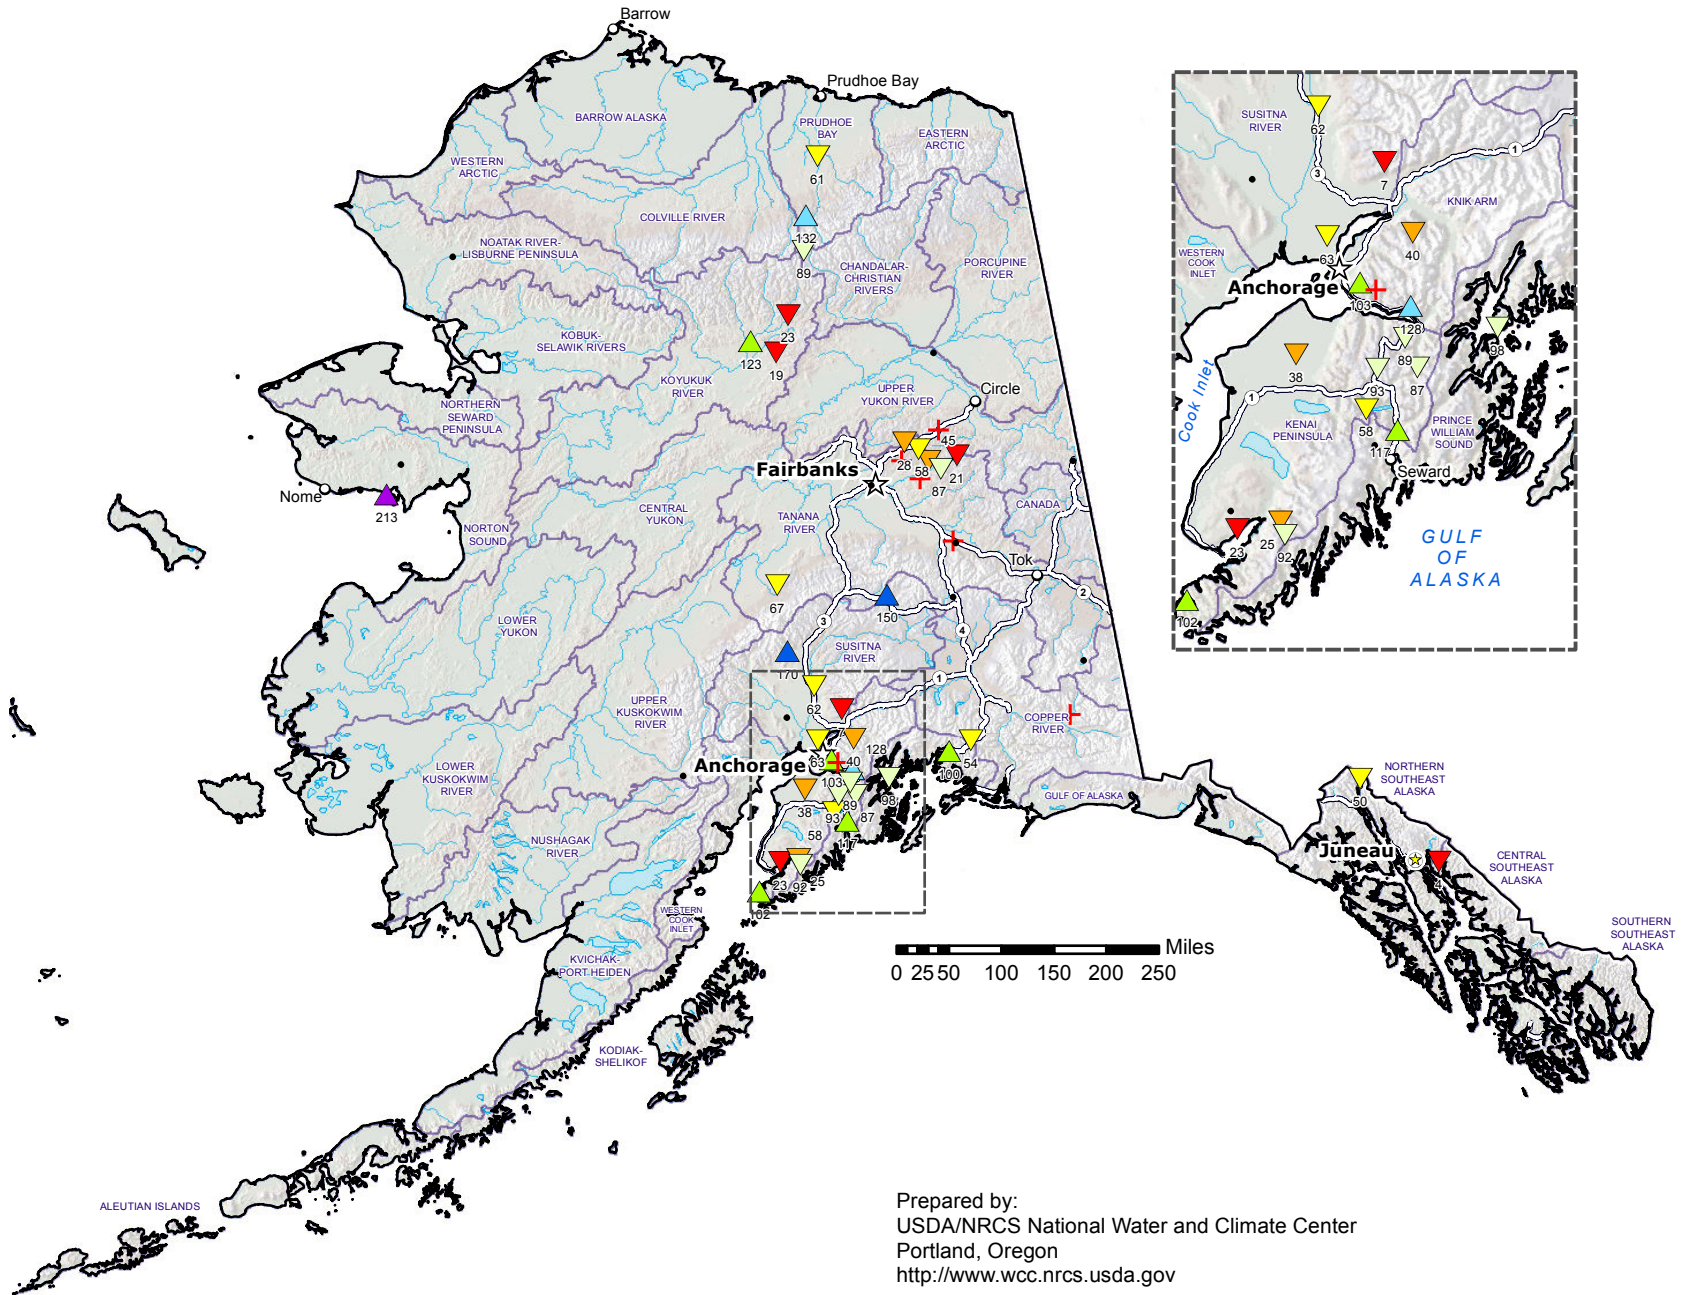 Barrow
Prudhoe Bay
BARROW ALASKA
PRUDHOE
BAY
EASTERN
ARCTIC
WESTERN
ARCTIC
61
COLVILLE RIVER
132
89
NOATAK RIVER-
LISBURNE PENINSULA
CHANDALAR-
CHRISTIAN
RIVERS
PORCUPINE
RIVER
23
123
19
KOBUK-
SELAWIK RIVERS
KOYUKUK
RIVER
UPPER
YUKON RIVER
Circle
NORTHERN
SEWARD
PENINSULA
45
28
58
21
87
Fairbanks
Nome
213
NORTON
SOUND
CENTRAL
YUKON
TANANA
RIVER
CANADA
Tok
2
67
150
3
4
LOWER
YUKON
SUSITNA
RIVER
170
1
62
7
UPPER
KUSKOKWIM
RIVER
COPPER
RIVER
128
63
40
Anchorage
103
100
54
98
89
87
93
38
58
117
LOWER
KUSKOKWIM
RIVER
GULF OF ALASKA
NUSHAGAK
RIVER
23
92
25
102
WESTERN
COOK
INLET
KVICHAK-
PORT HEIDEN
KODIAK-
SHELIKOF
ALEUTIAN ISLANDS
NORTHERN
SOUTHEAST
ALASKA
50
Juneau
4
CENTRAL
SOUTHEAST
ALASKA
SOUTHERN
SOUTHEAST
ALASKA
Miles
0 25 50 100 150 200 250
SUSITNA
RIVER
62
1
3
7
KNIK ARM
40
63
WESTERN
COOK
INLET
Anchorage
103
128
98
89
87
93
38
Cook Inlet
1
58
KENAI
PENINSULA
PRINCE
WILLIAM
SOUND
117
Seward
23
25
92
102
GULF
OF
ALASKA
Prepared by:
USDA/NRCS National Water and Climate Center
Portland, Oregon
http://www.wcc.nrcs.usda.gov